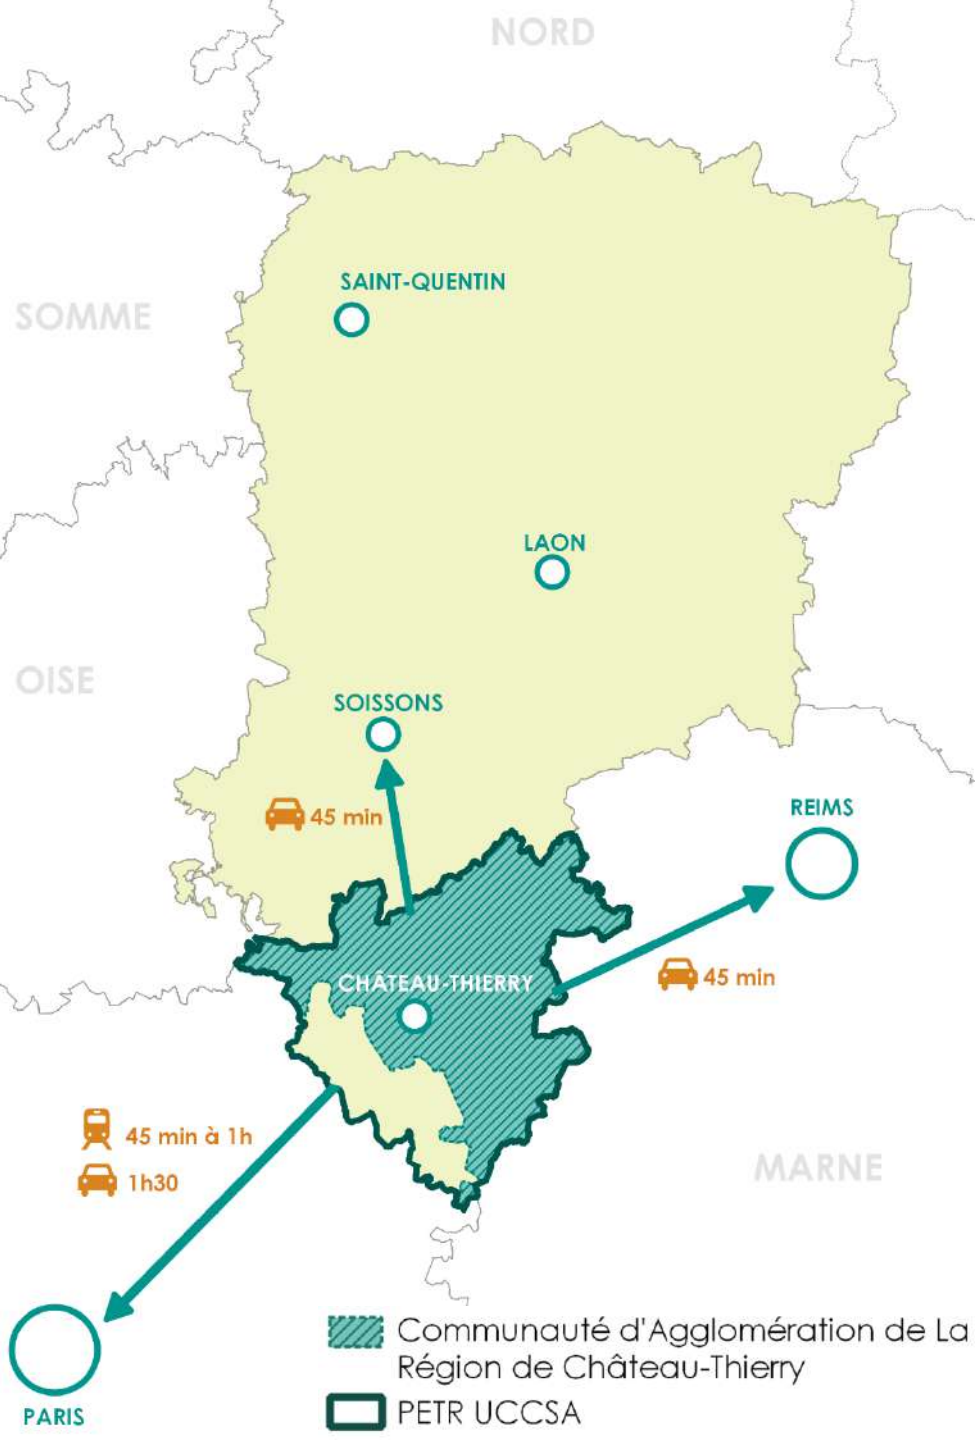 NORD
SAINT-QUENTIN
SOMME
LAON
OISE
SOISSONS
45 min
REIMS
CHÂTEAU-THIERRY
45 min
45 min à 1h
1h30
MARNE
PARIS
Communauté d'Agglomération de La
Région de Château-Thierry
PETR UCCSA